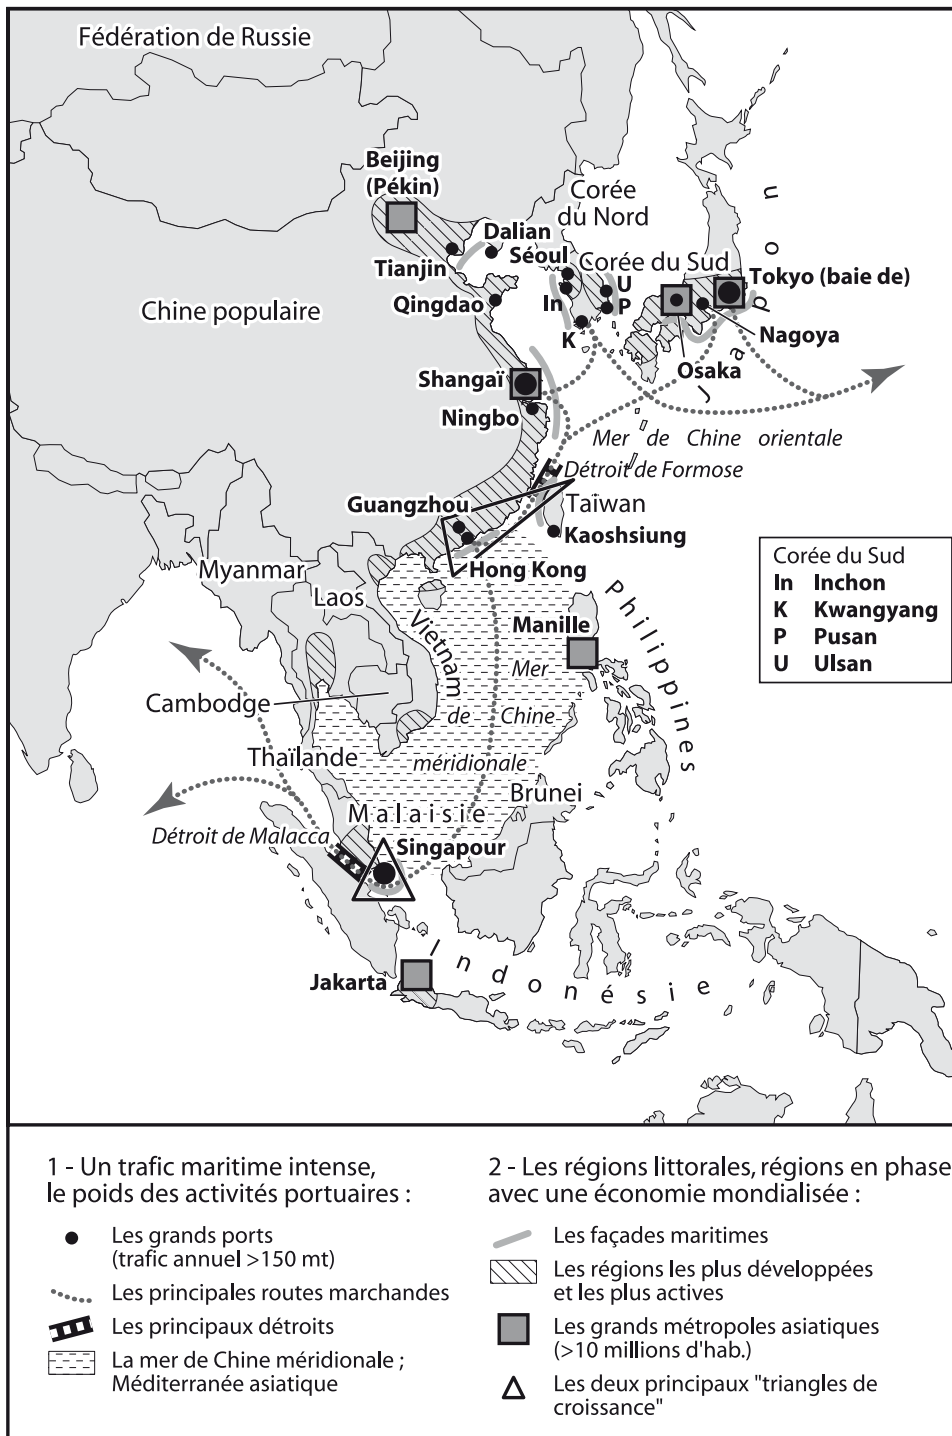 Fédération de Russie
Beijing
(Pékin)
Corée
du Nord
Dalian
Séoul
Corée du Sud
Tianjin
U
Tokyo (baie de)
Japon
Qingdao
In
P
Chine populaire
Nagoya
K
Osaka
Shangaï
Ningbo
Mer de Chine orientale
Détroit de Formose
Guangzhou
Taïwan
Kaoshsiung
Hong Kong
Myanmar
Laos
Vietnam
Philippines
Manille
Corée du Sud
In Inchon
K Kwangyang
P Pusan
U Ulsan
Mer
de Chine
méridionale
Cambodge
Thaïlande
Brunei
Malaisie
Détroit de Malacca
Singapour
Indonésie
Jakarta
1 - Un trafic maritime intense,
le poids des activités portuaires :
Les grands ports
(trafic annuel >150 mt)
Les principales routes marchandes
Les principaux détroits
La mer de Chine méridionale ;
Méditerranée asiatique
2 - Les régions littorales, régions en phase
avec une économie mondialisée :
Les façades maritimes
Les régions les plus développées
et les plus actives
Les grands métropoles asiatiques
(>10 millions d'hab.)
Les deux principaux "triangles de
croissance"